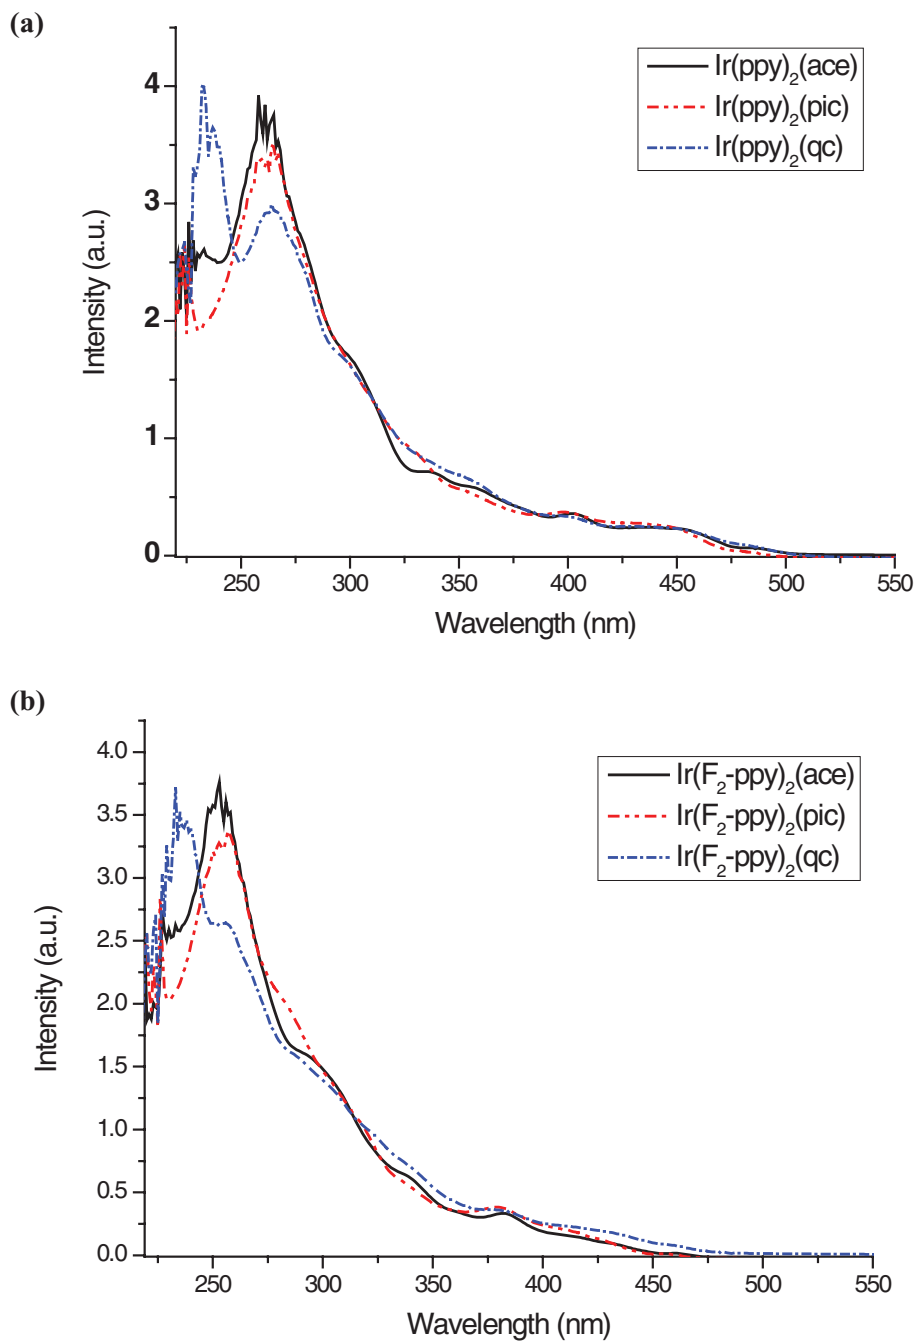 (a)
Ir(ppy)₂(ace)
Ir(ppy)₂(pic)
Ir(ppy)₂(qc)
4
3
2
1
0
Intensity (a.u.)
250 300 350 400 450 500 550
Wavelength (nm)
(b)
Ir(F₂-ppy)₂(ace)
Ir(F₂-ppy)₂(pic)
Ir(F₂-ppy)₂(qc)
4.0
3.5
3.0
2.5
2.0
1.5
1.0
0.5
0.0
Intensity (a.u.)
250 300 350 400 450 500 550
Wavelength (nm)